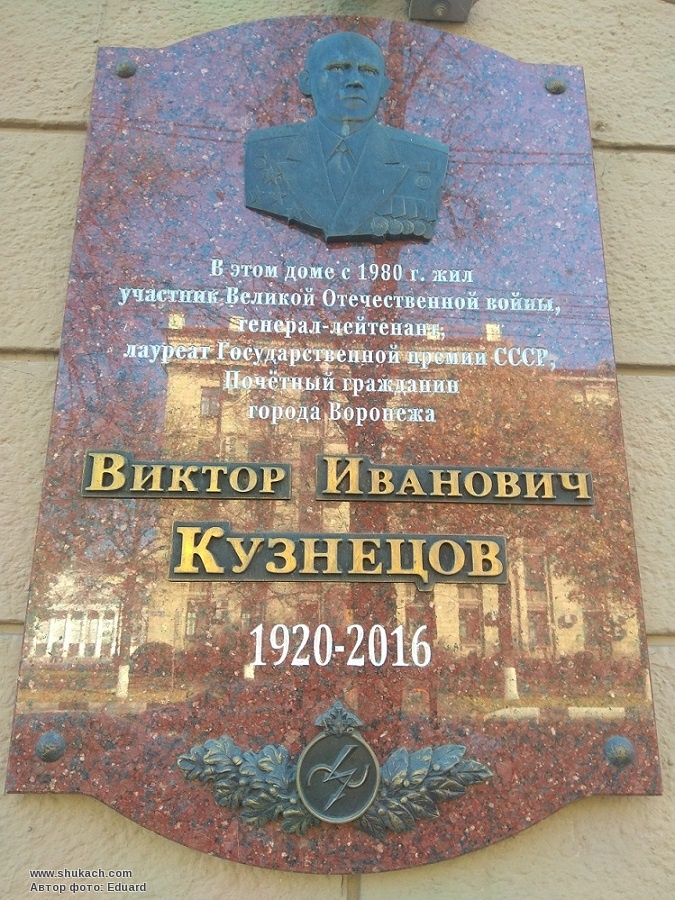 В этом доме с 1980 г. жил
участник Великой Отечественной войны,
генерал-лейтенант,
лауреат Государственной премии СССР,
Почётный гражданин
города Воронежа
ВИКТОР ИВАНОВИЧ
КУЗНЕЦОВ
1920-2016
www.shukach.com
Автор фото: Eduard